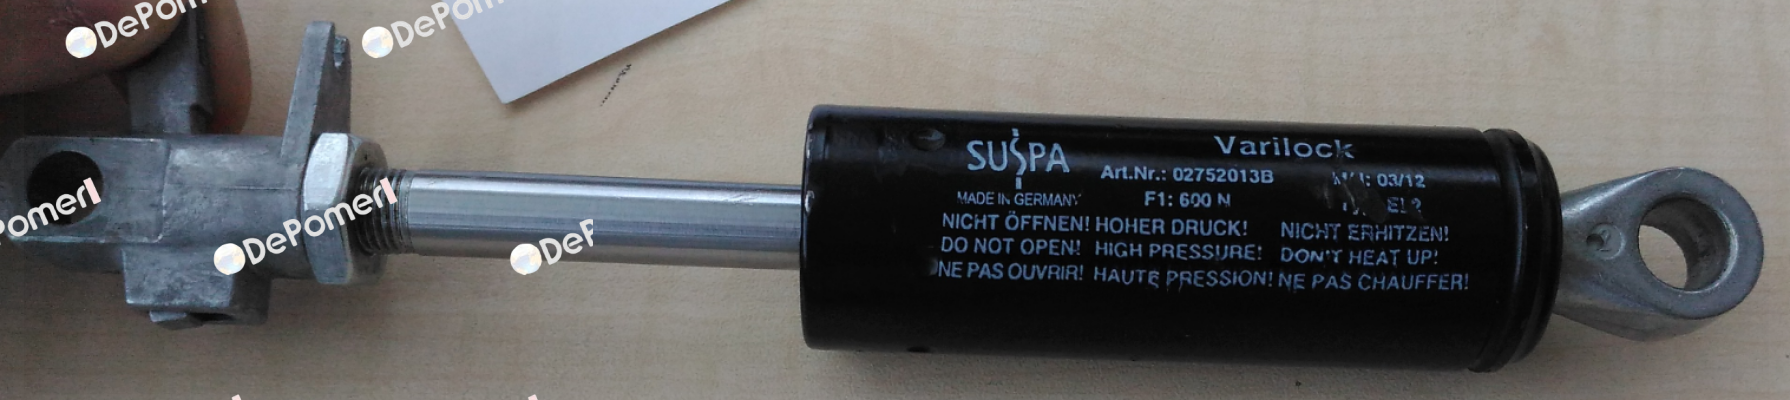 DePomerl
DePom
SUSPA
Varilock
Art.Nr.: 02752013B
03/12
MADE IN GERMANY
F1: 600 N
NICHT ÖFFNEN! HOHER DRUCK! NICHT ERHITZEN!
DO NOT OPEN! HIGH PRESSURE! DON'T HEAT UP!
NE PAS OUVRIR! HAUTE PRESSION! NE PAS CHAUFFER!